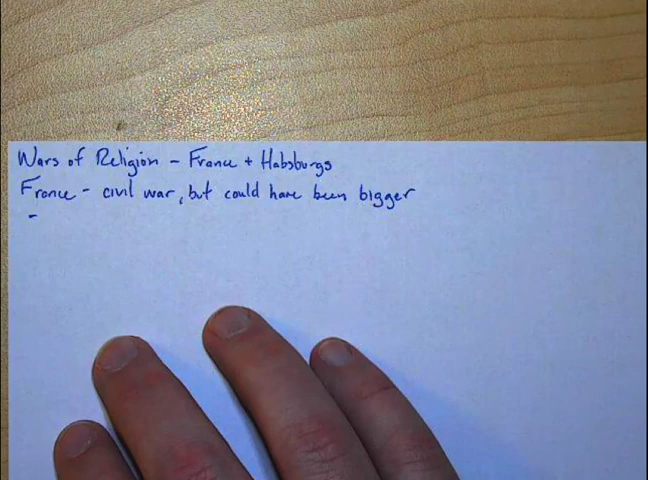 Wars of Religion - France + Habsburgs
France - civil war, but could have been bigger
-